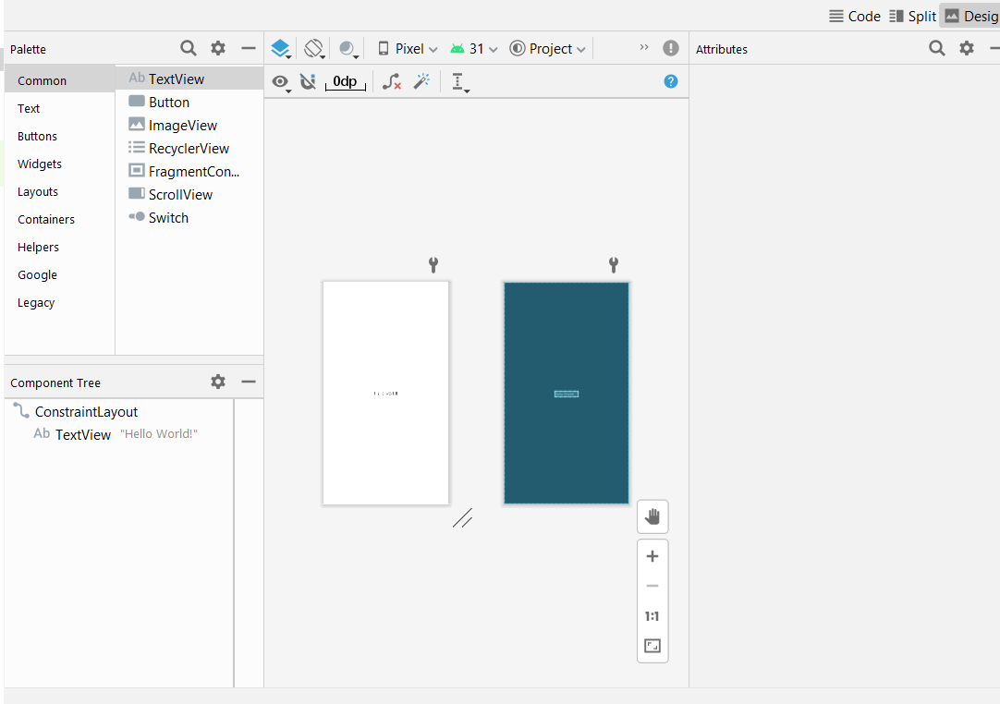 Code Split Desig
Palette
Pixel 31 Project
Attributes
0dp
Common
Text
Buttons
Widgets
Layouts
Containers
Helpers
Google
Legacy
Ab TextView
Button
ImageView
RecyclerView
FragmentCon...
ScrollView
Switch
Component Tree
ConstraintLayout
Ab TextView "Hello World!"
1:1